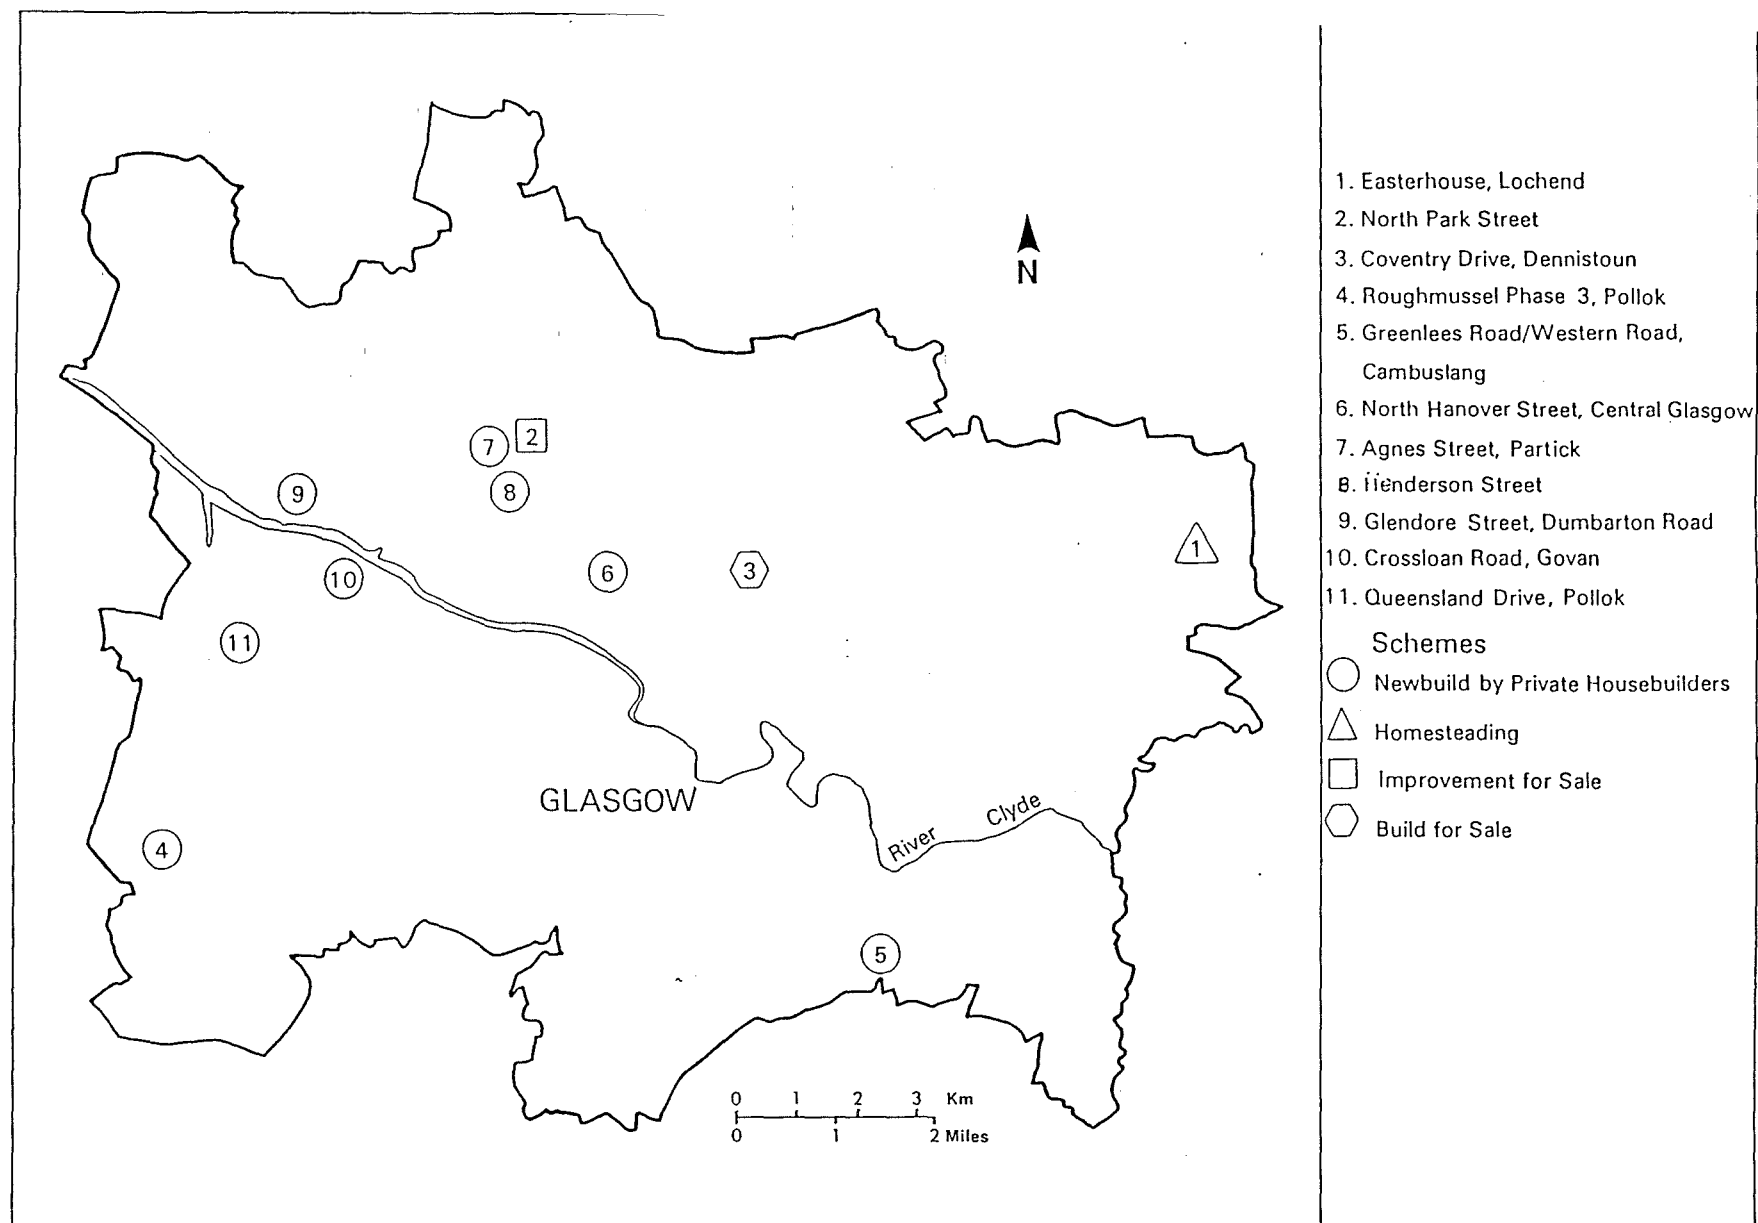 N
7
2
9
8
10
6
3
1
11
GLASGOW
River Clyde
4
5
0 1 2 3 Km
0 1 2 Miles
1. Easterhouse, Lochend
2. North Park Street
3. Coventry Drive, Dennistoun
4. Roughmussel Phase 3, Pollok
5. Greenlees Road/Western Road,
Cambuslang
6. North Hanover Street, Central Glasgow
7. Agnes Street, Partick
8. Henderson Street
9. Glendore Street, Dumbarton Road
10. Crossloan Road, Govan
11. Queensland Drive, Pollok
Schemes
Newbuild by Private Housebuilders
Homesteading
Improvement for Sale
Build for Sale